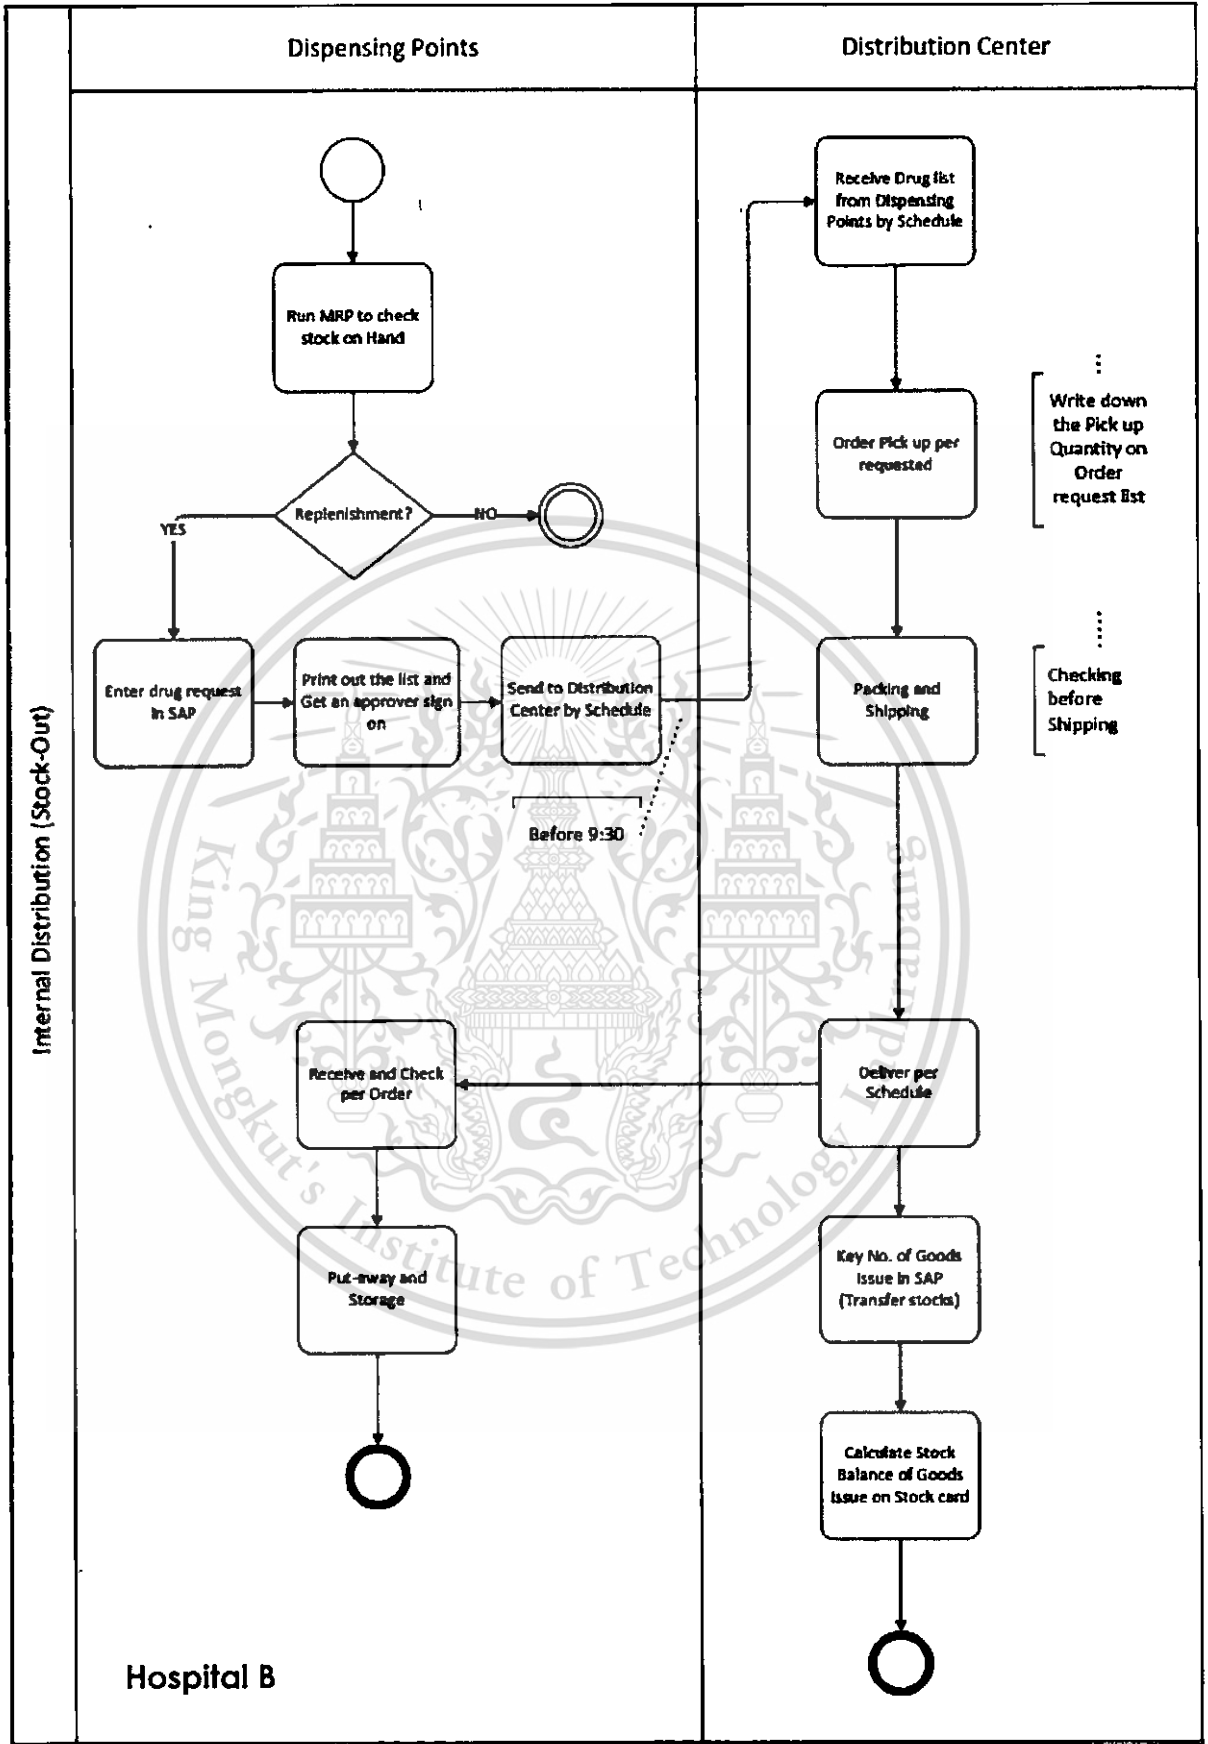 Dispensing Points
Distribution Center
Internal Distribution (Stock-Out)
Run MRP to check
stock on Hand
Replenishment?
YES
NO
Enter drug request
in SAP
Print out the list and
Get an approver sign
on
Send to Distribution
Center by Schedule
Before 9:30
Receive Drug list
from Dispensing
Points by Schedule
Order Pick up per
requested
Write down
the Pick up
Quantity on
Order
request list
Packing and
Shipping
Checking
before
Shipping
Deliver per
Schedule
Receive and Check
per Order
Put-away and
Storage
Key No. of Goods
Issue in SAP
(Transfer stocks)
Calculate Stock
Balance of Goods
Issue on Stock card
Hospital B
King Mongkut's Institute of Technology Ladkrabang